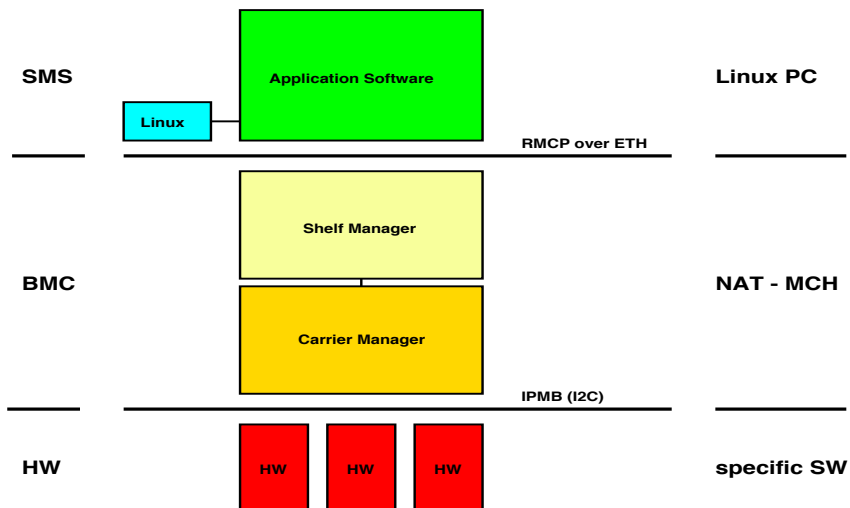 SMS
Application Software
Linux PC
Linux
RMCP over ETH
Shelf Manager
BMC
NAT - MCH
Carrier Manager
IPMB (I2C)
HW
HW
HW
HW
specific SW